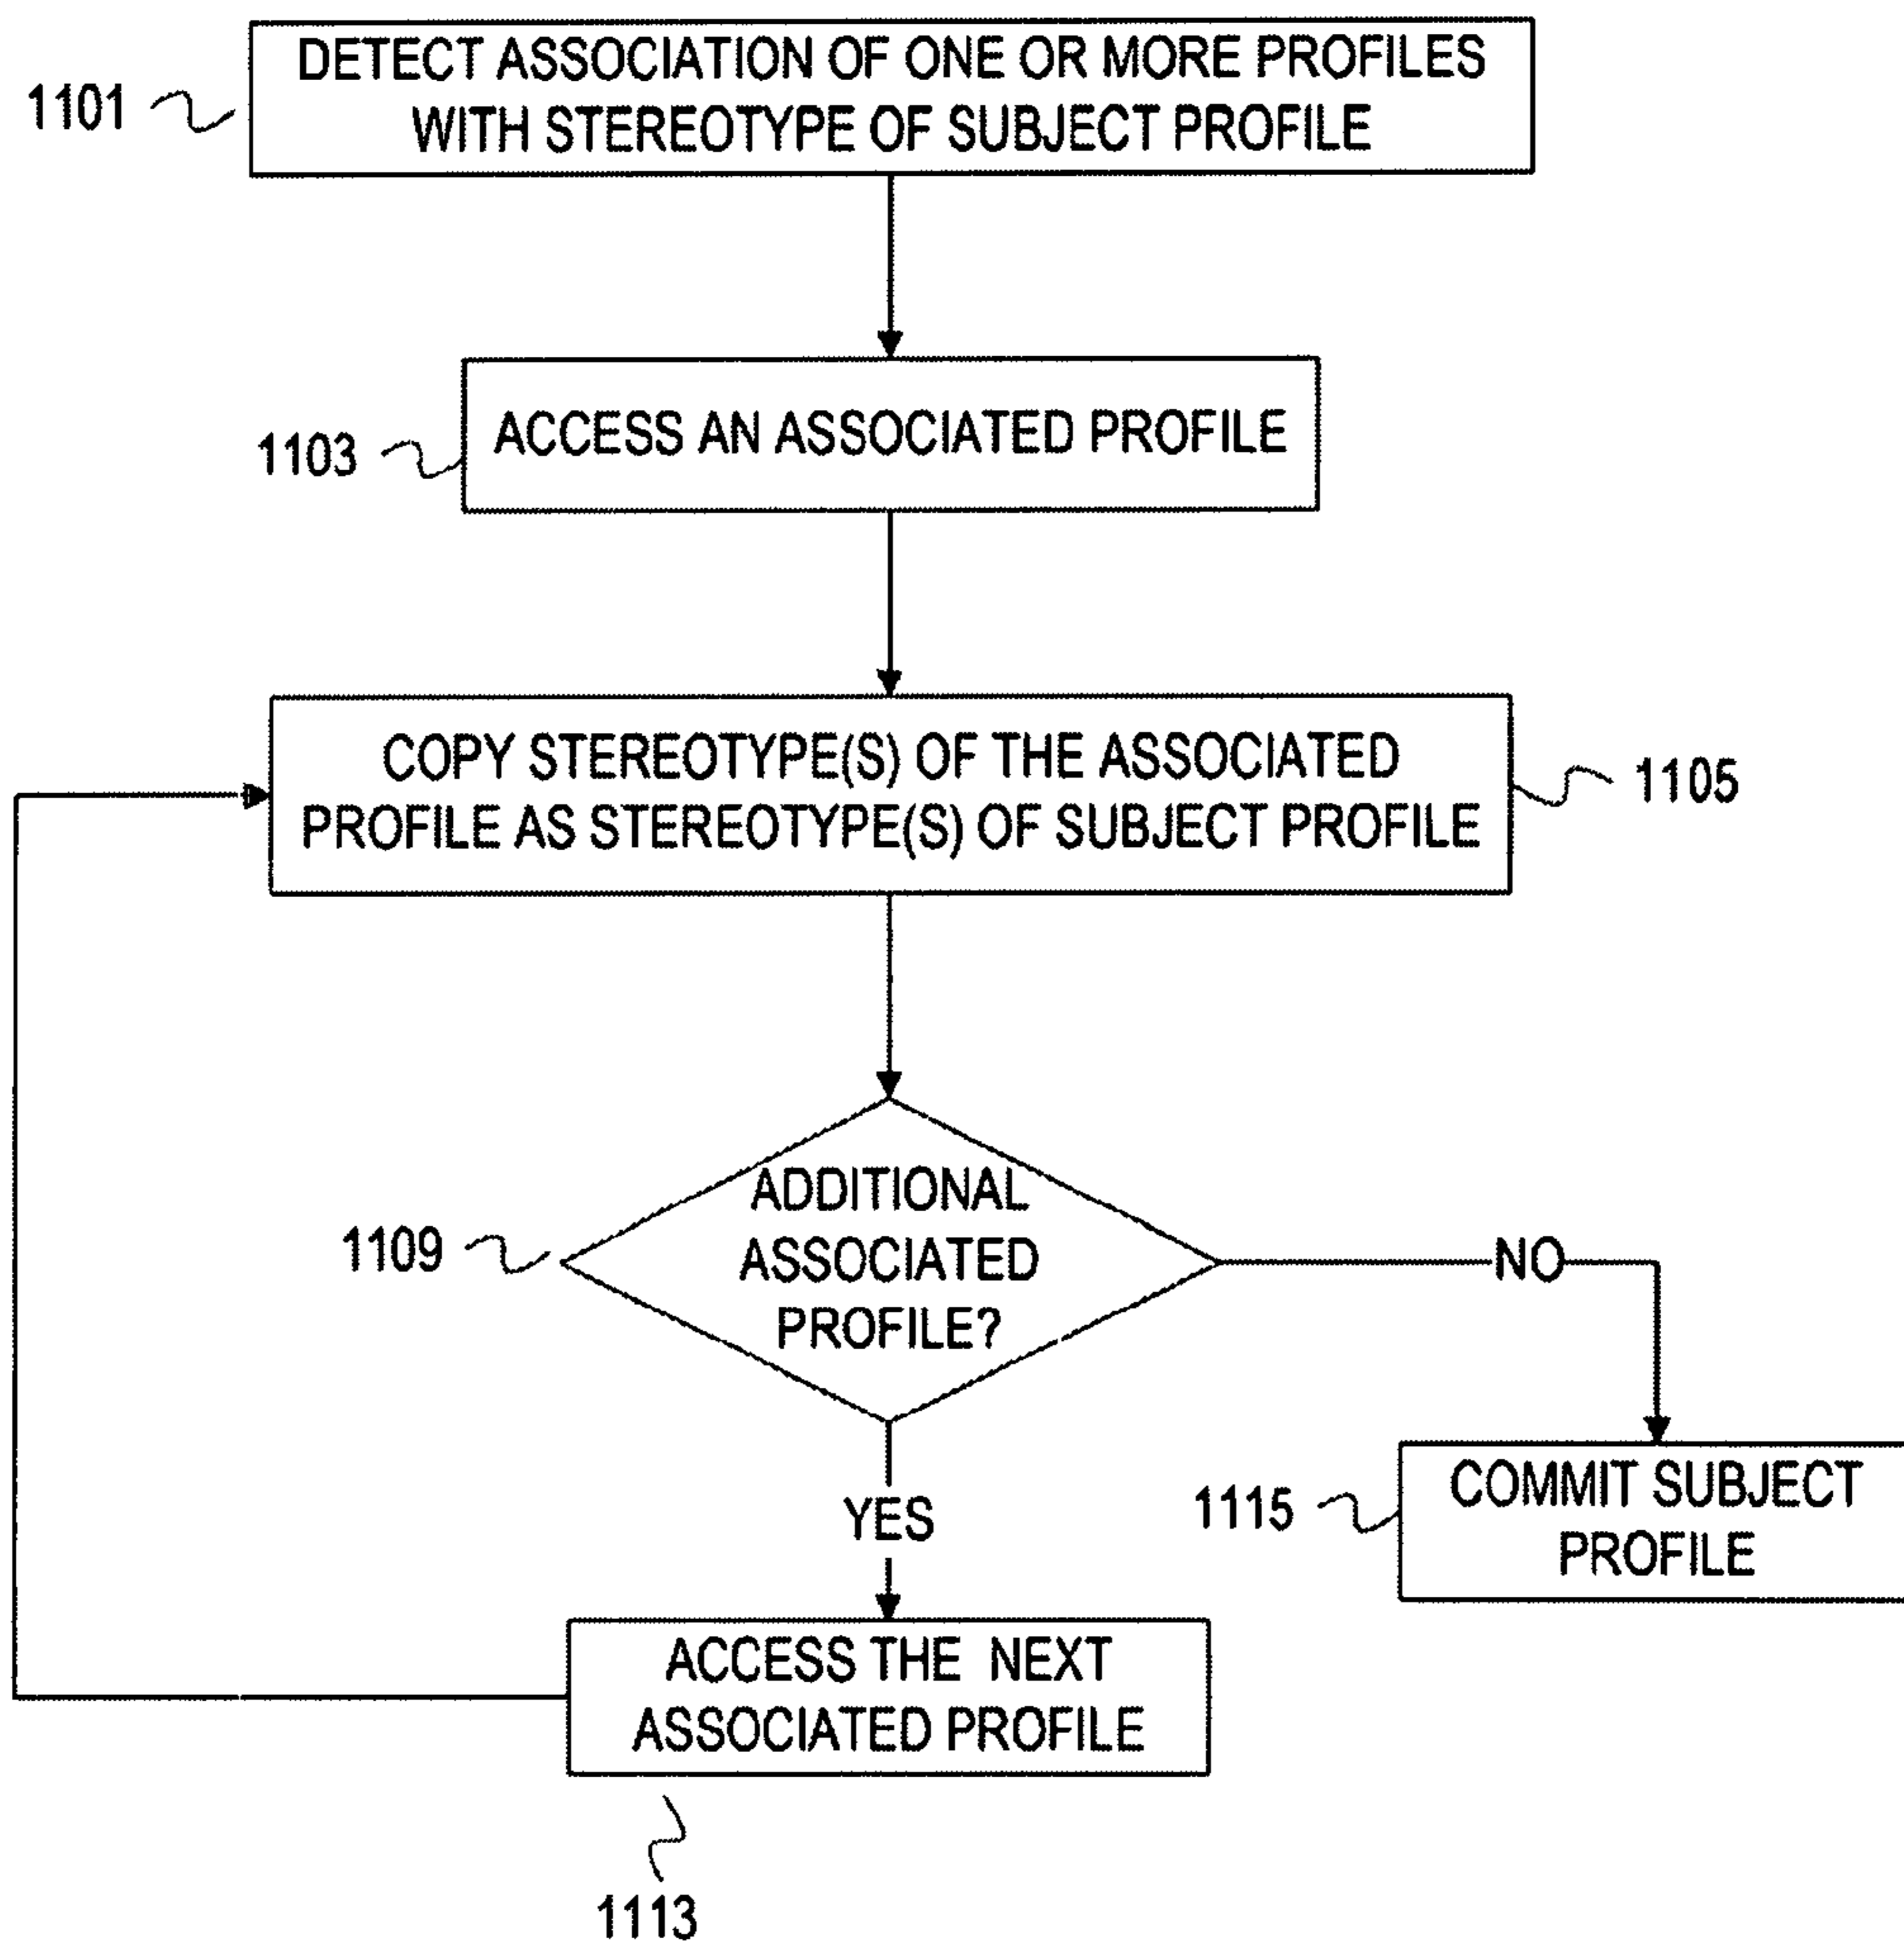 DETECT ASSOCIATION OF ONE OR MORE PROFILES
WITH STEREOTYPE OF SUBJECT PROFILE
1101
ACCESS AN ASSOCIATED PROFILE
1103
COPY STEREOTYPE(S) OF THE ASSOCIATED
PROFILE AS STEREOTYPE(S) OF SUBJECT PROFILE
1105
ADDITIONAL
ASSOCIATED
PROFILE?
1109
NO
YES
COMMIT SUBJECT
PROFILE
1115
ACCESS THE NEXT
ASSOCIATED PROFILE
1113